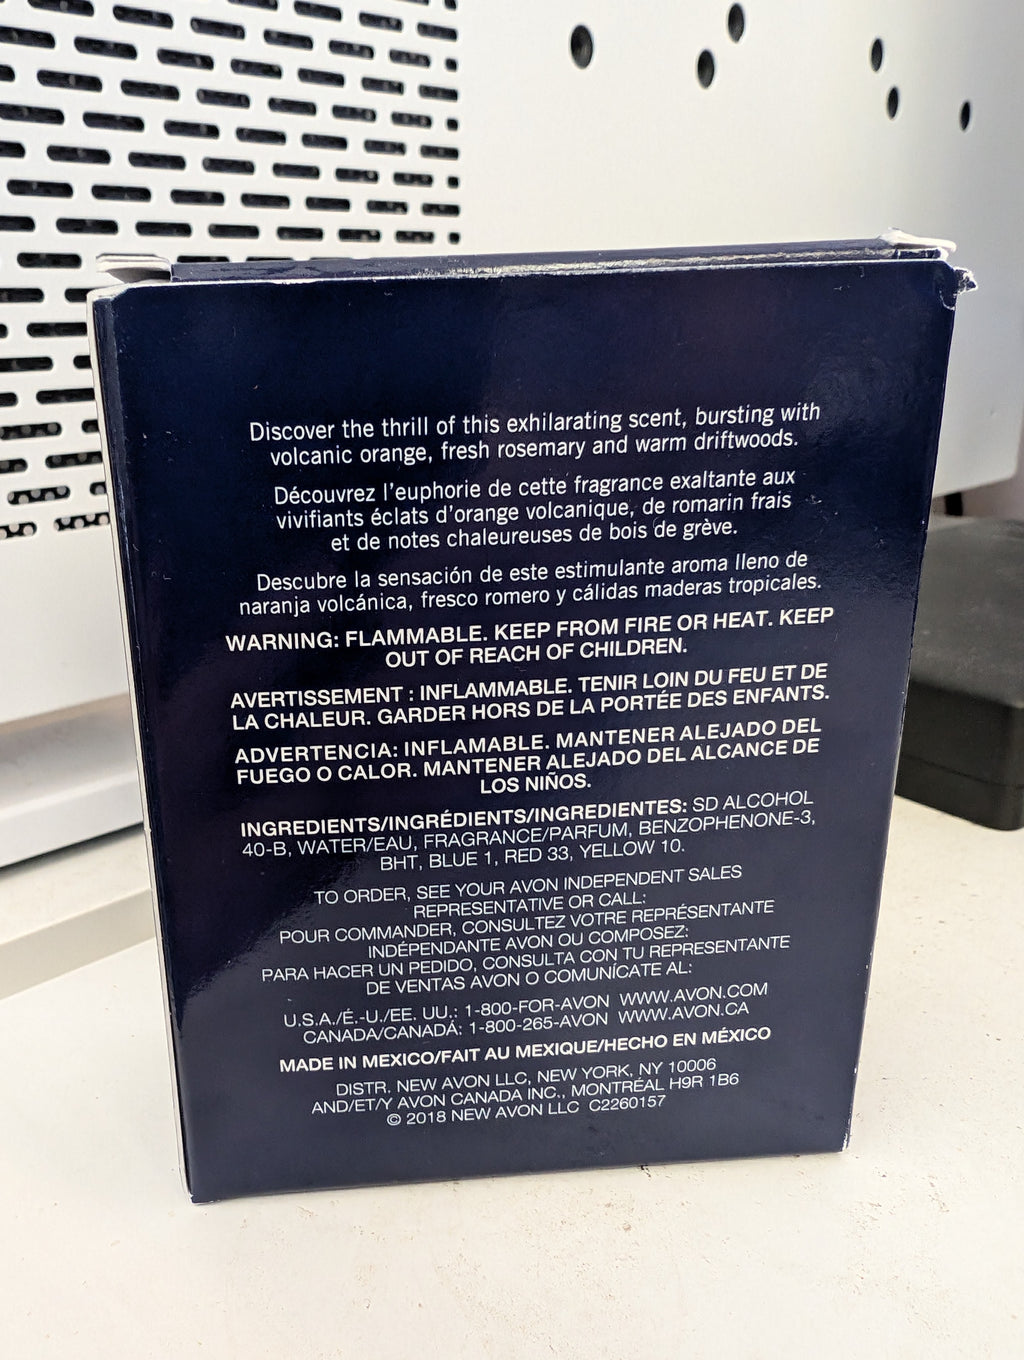 Discover the thrill of this exhilarating scent, bursting with
volcanic orange, fresh rosemary and warm driftwoods.
Découvrez l'euphorie de cette fragrance exaltante aux
vivifiants éclats d'orange volcanique, de romarin frais
et de notes chaleureuses de bois de grève.
Descubre la sensación de este estimulante aroma lleno de
naranja volcánica, fresco romero y cálidas maderas tropicales.
WARNING: FLAMMABLE. KEEP FROM FIRE OR HEAT. KEEP
OUT OF REACH OF CHILDREN.
AVERTISSEMENT : INFLAMMABLE. TENIR LOIN DU FEU ET DE
LA CHALEUR. GARDER HORS DE LA PORTÉE DES ENFANTS.
ADVERTENCIA: INFLAMABLE. MANTENER ALEJADO DEL
FUEGO O CALOR. MANTENER ALEJADO DEL ALCANCE DE
LOS NIÑOS.
INGREDIENTS/INGRÉDIENTS/INGREDIENTES: SD ALCOHOL
40-B, WATER/EAU, FRAGRANCE/PARFUM, BENZOPHENONE-3,
BHT, BLUE 1, RED 33, YELLOW 10.
TO ORDER, SEE YOUR AVON INDEPENDENT SALES
REPRESENTATIVE OR CALL:
POUR COMMANDER, CONSULTEZ VOTRE REPRÉSENTANTE
INDÉPENDANTE AVON OU COMPOSEZ:
PARA HACER UN PEDIDO, CONSULTA CON TU REPRESENTANTE
DE VENTAS AVON O COMUNÍCATE AL:
U.S.A./É.-U./EE. UU.: 1-800-FOR-AVON WWW.AVON.COM
CANADA/CANADÁ: 1-800-265-AVON WWW.AVON.CA
MADE IN MEXICO/FAIT AU MEXIQUE/HECHO EN MÉXICO
DISTR. NEW AVON LLC, NEW YORK, NY 10006
AND/ET/Y AVON CANADA INC., MONTRÉAL H9R 1B6
© 2018 NEW AVON LLC C2260157